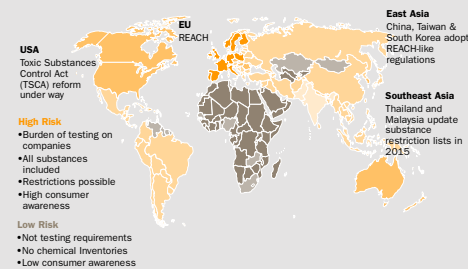 EU
REACH
East Asia
China, Taiwan &
South Korea adopt
REACH-like
regulations
USA
Toxic Substances
Control Act
(TSCA) reform
under way
Southeast Asia
Thailand and
Malaysia update
substance
restriction lists in
2015
High Risk
•Burden of testing on
companies
•All substances
included
•Restrictions possible
•High consumer
awareness
Low Risk
•Not testing requirements
•No chemical Inventories
•Low consumer awareness